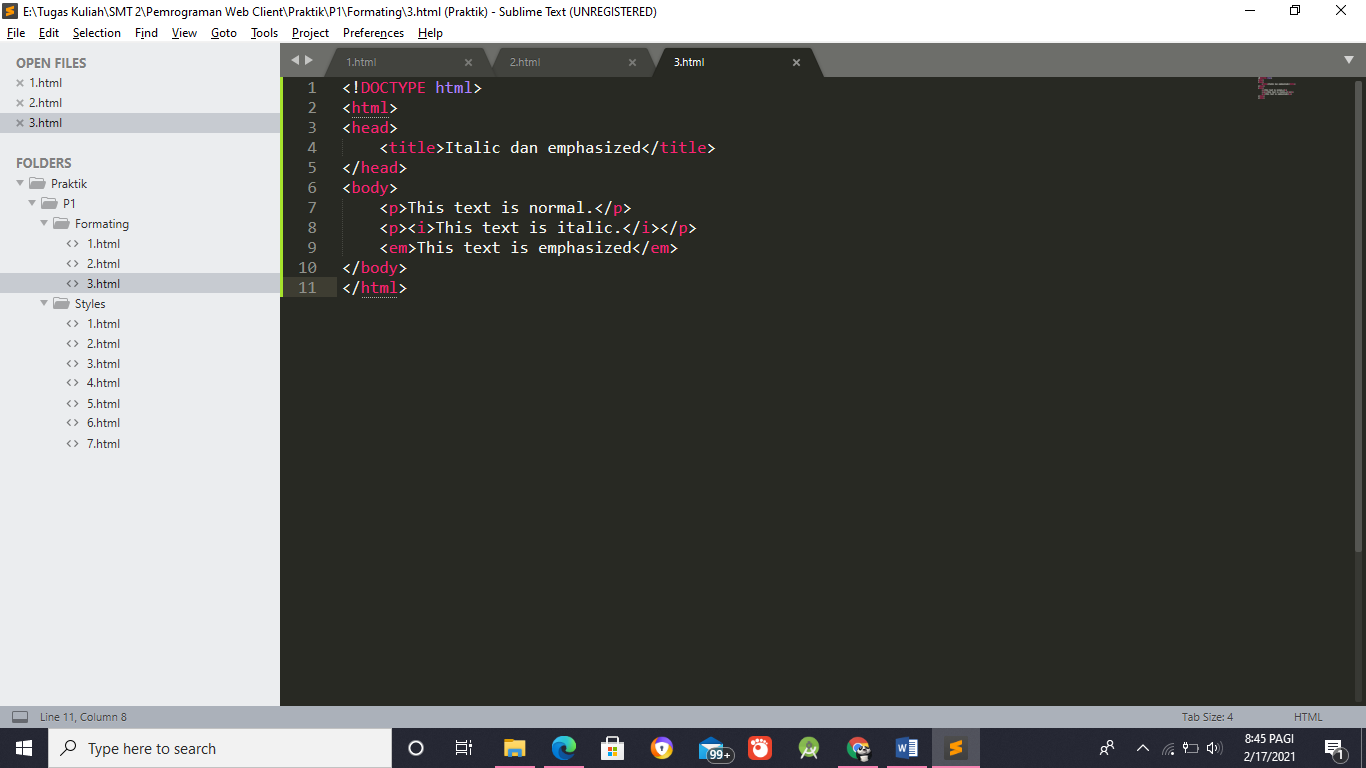 E:\Tugas Kuliah\SMT 2\Pemrograman Web Client\Praktik\P1\Formating\3.html (Praktik) - Sublime Text (UNREGISTERED)
File Edit Selection Find View Goto Tools Project Preferences Help
OPEN FILES
1.html
2.html
3.html
FOLDERS
Praktik
P1
Formating
1.html
2.html
3.html
Styles
1.html
2.html
3.html
4.html
5.html
6.html
7.html
1.html 2.html 3.html
1 <!DOCTYPE html>
2 <html>
3 <head>
4 <title>Italic dan emphasized</title>
5 </head>
6 <body>
7 <p>This text is normal.</p>
8 <p><i>This text is italic.</i></p>
9 <em>This text is emphasized</em>
10 </body>
11 </html>
Line 11, Column 8 Tab Size: 4 HTML
Type here to search
99+
8:45 PAGI
2/17/2021
1